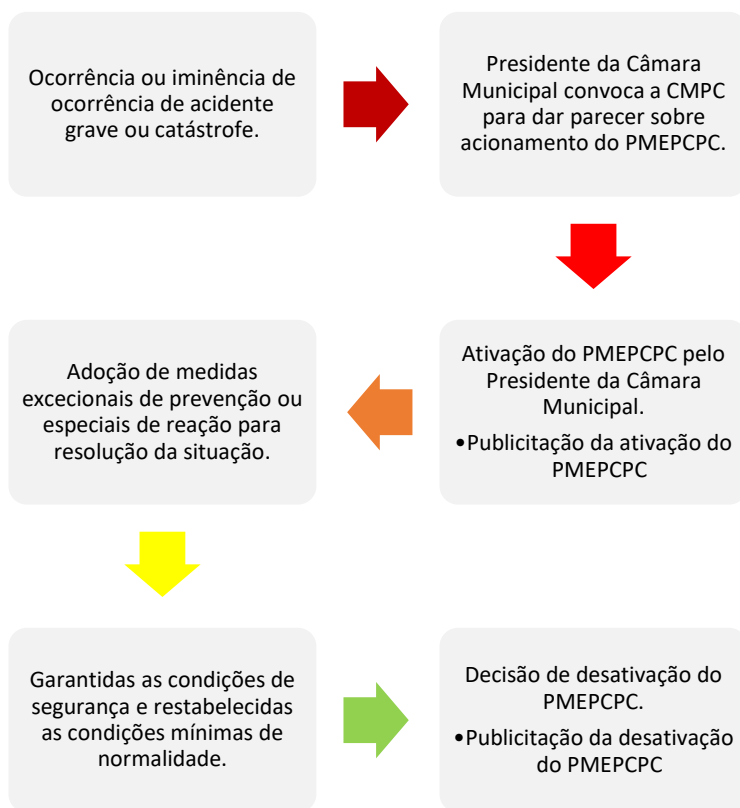 Ocorrência ou iminência de
ocorrência de acidente
grave ou catástrofe.
Presidente da Câmara
Municipal convoca a CMPC
para dar parecer sobre
acionamento do PMEPCPC.
Ativação do PMEPCPC pelo
Presidente da Câmara
Municipal.
•Publicitação da ativação do
PMEPCPC
Adoção de medidas
excecionais de prevenção ou
especiais de reação para
resolução da situação.
Garantidas as condições de
segurança e restabelecidas
as condições mínimas de
normalidade.
Decisão de desativação do
PMEPCPC.
•Publicitação da desativação
do PMEPCPC